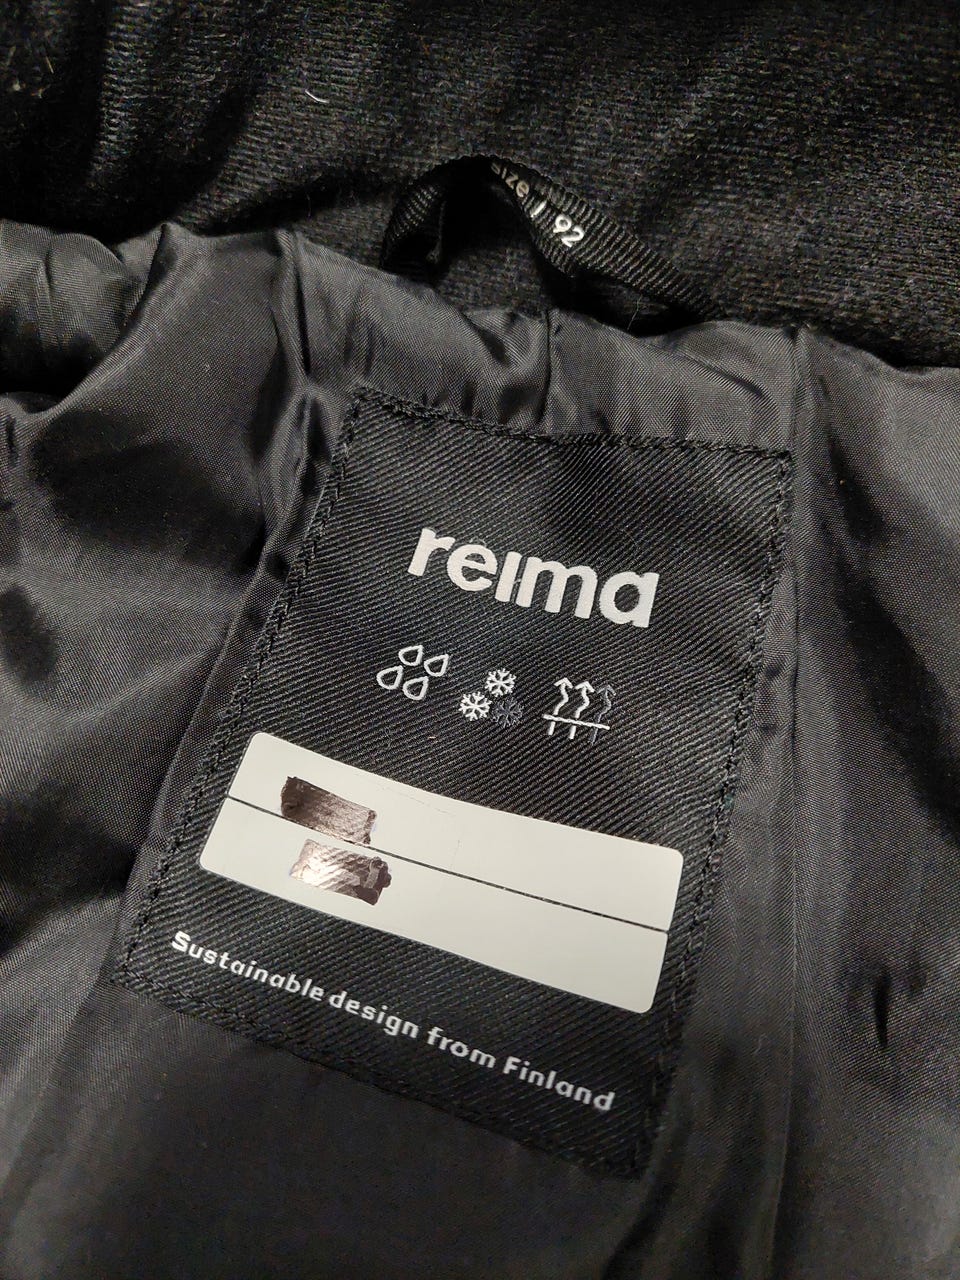 size | 92
reima
Sustainable design from Finland